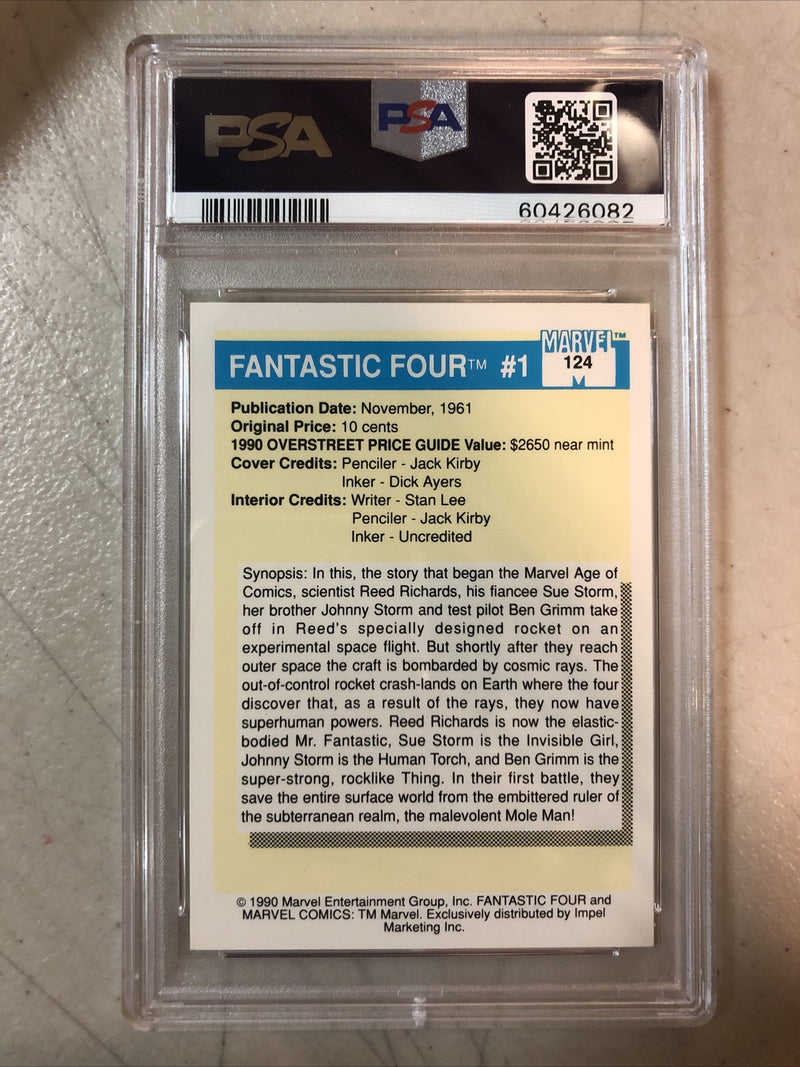 PSA PSA
60426082
MARVEL™
FANTASTIC FOUR™ #1 124
M
Publication Date: November, 1961
Original Price: 10 cents
1990 OVERSTREET PRICE GUIDE Value: $2650 near mint
Cover Credits: Penciler - Jack Kirby
Inker - Dick Ayers
Interior Credits: Writer - Stan Lee
Penciler - Jack Kirby
Inker - Uncredited
Synopsis: In this, the story that began the Marvel Age of
Comics, scientist Reed Richards, his fiancee Sue Storm,
her brother Johnny Storm and test pilot Ben Grimm take
off in Reed's specially designed rocket on an
experimental space flight. But shortly after they reach
outer space the craft is bombarded by cosmic rays. The
out-of-control rocket crash-lands on Earth where the four
discover that, as a result of the rays, they now have
superhuman powers. Reed Richards is now the elastic-
bodied Mr. Fantastic, Sue Storm is the Invisible Girl,
Johnny Storm is the Human Torch, and Ben Grimm is the
super-strong, rocklike Thing. In their first battle, they
save the entire surface world from the embittered ruler of
the subterranean realm, the malevolent Mole Man!
© 1990 Marvel Entertainment Group, Inc. FANTASTIC FOUR and
MARVEL COMICS: TM Marvel. Exclusively distributed by Impel
Marketing Inc.